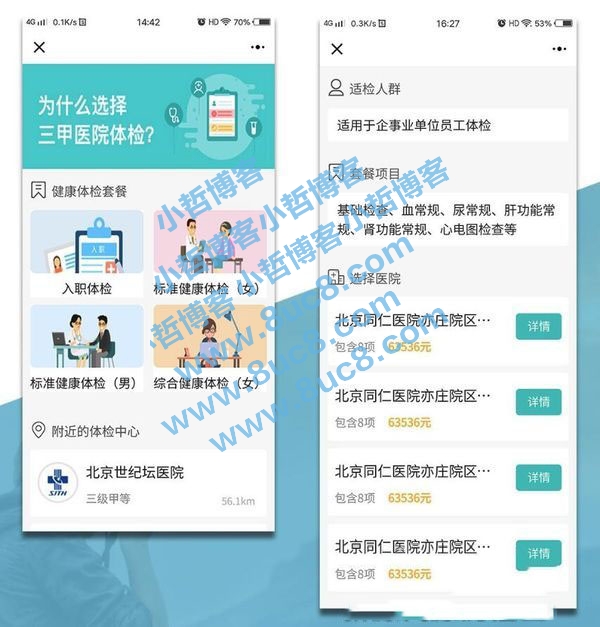 4G 0.1K/s
14:42
HD 70%
为什么选择
三甲医院体检?
健康体检套餐
入职
入职体检
标准健康体检（女）
标准健康体检（男）
综合健康体检（女）
附近的体检中心
SJTH
北京世纪坛医院
三级甲等
56.1km
4G 0.3K/s
16:27
HD 53%
适检人群
适用于企事业单位员工体检
套餐项目
基础检查、血常规、尿常规、肝功能常
规、肾功能常规、心电图检查等
选择医院
北京同仁医院亦庄院区···
包含8项 63536元
详情
北京同仁医院亦庄院区···
包含8项 63536元
详情
北京同仁医院亦庄院区···
包含8项 63536元
详情
北京同仁医院亦庄院区···
包含8项 63536元
详情
小哲博客小哲博客
小哲博客 小哲博客
www.8uc8.com
www.8uc8.com